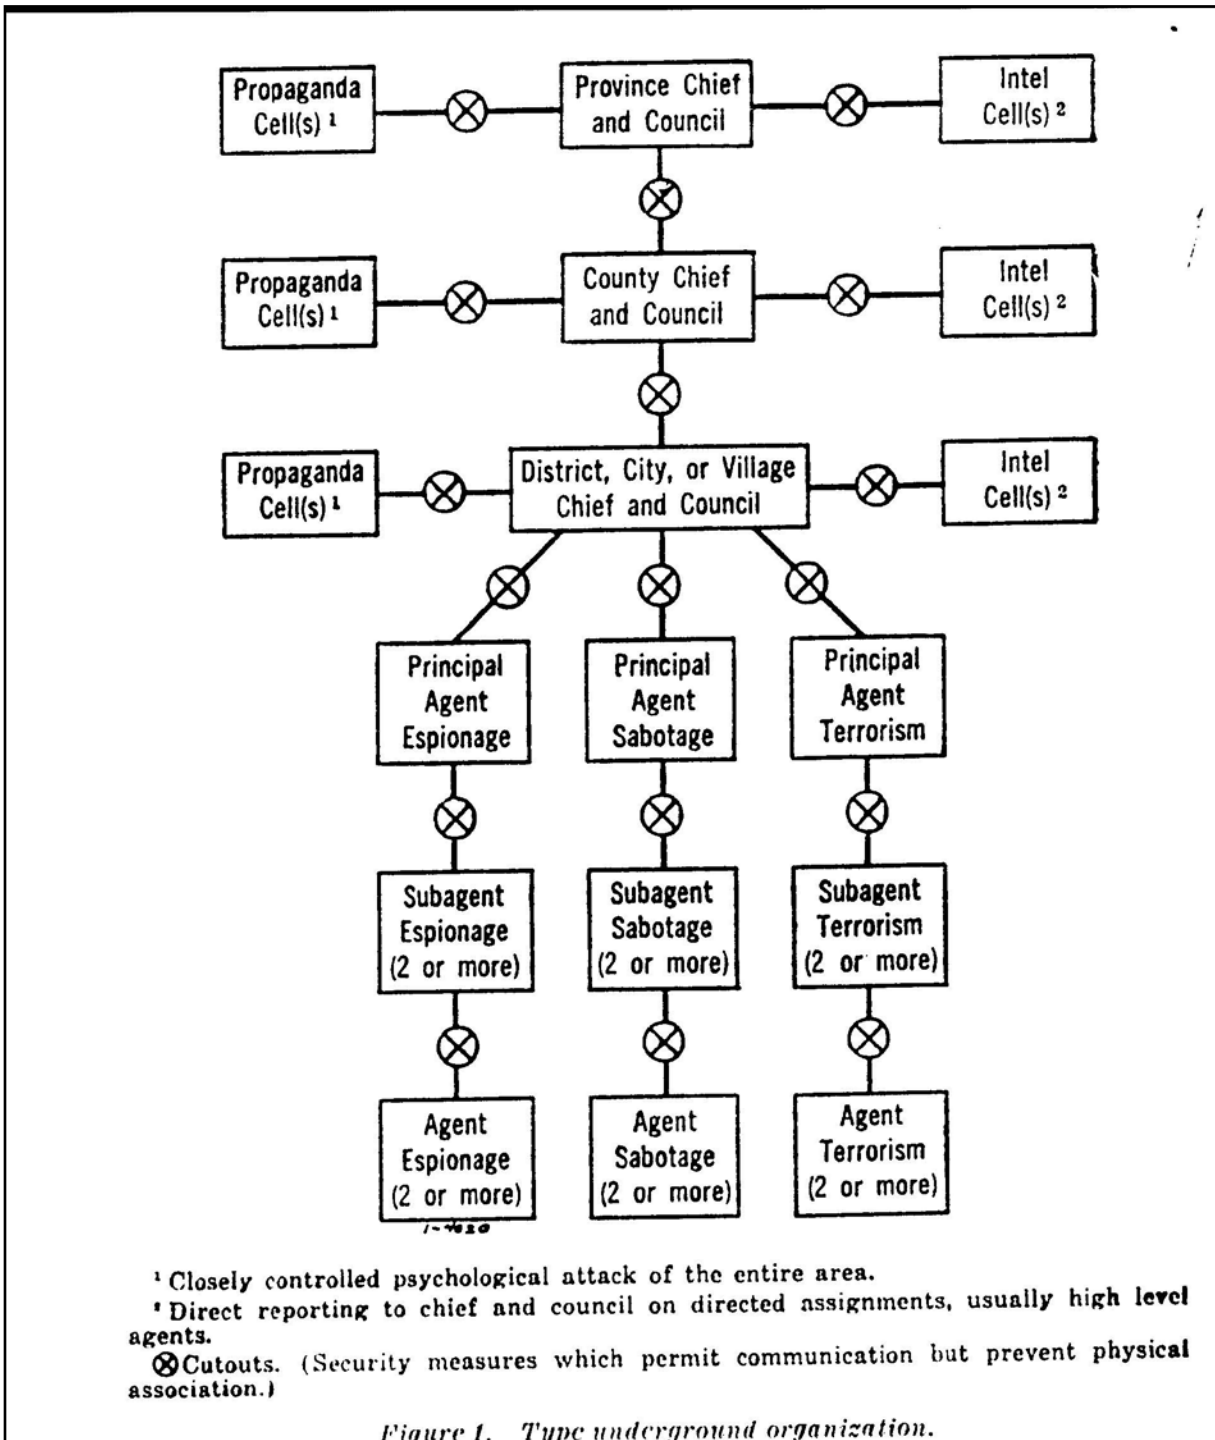 Propaganda
Cell(s) ¹
Province Chief
and Council
Intel
Cell(s) ²
Propaganda
Cell(s) ¹
County Chief
and Council
Intel
Cell(s) ²
Propaganda
Cell(s) ¹
District, City, or Village
Chief and Council
Intel
Cell(s) ²
Principal
Agent
Espionage
Principal
Agent
Sabotage
Principal
Agent
Terrorism
Subagent
Espionage
(2 or more)
Subagent
Sabotage
(2 or more)
Subagent
Terrorism
(2 or more)
Agent
Espionage
(2 or more)
Agent
Sabotage
(2 or more)
Agent
Terrorism
(2 or more)
¹ Closely controlled psychological attack of the entire area.
² Direct reporting to chief and council on directed assignments, usually high level
agents.
⊗Cutouts. (Security measures which permit communication but prevent physical
association.)
Figure 1. Type underground organization.